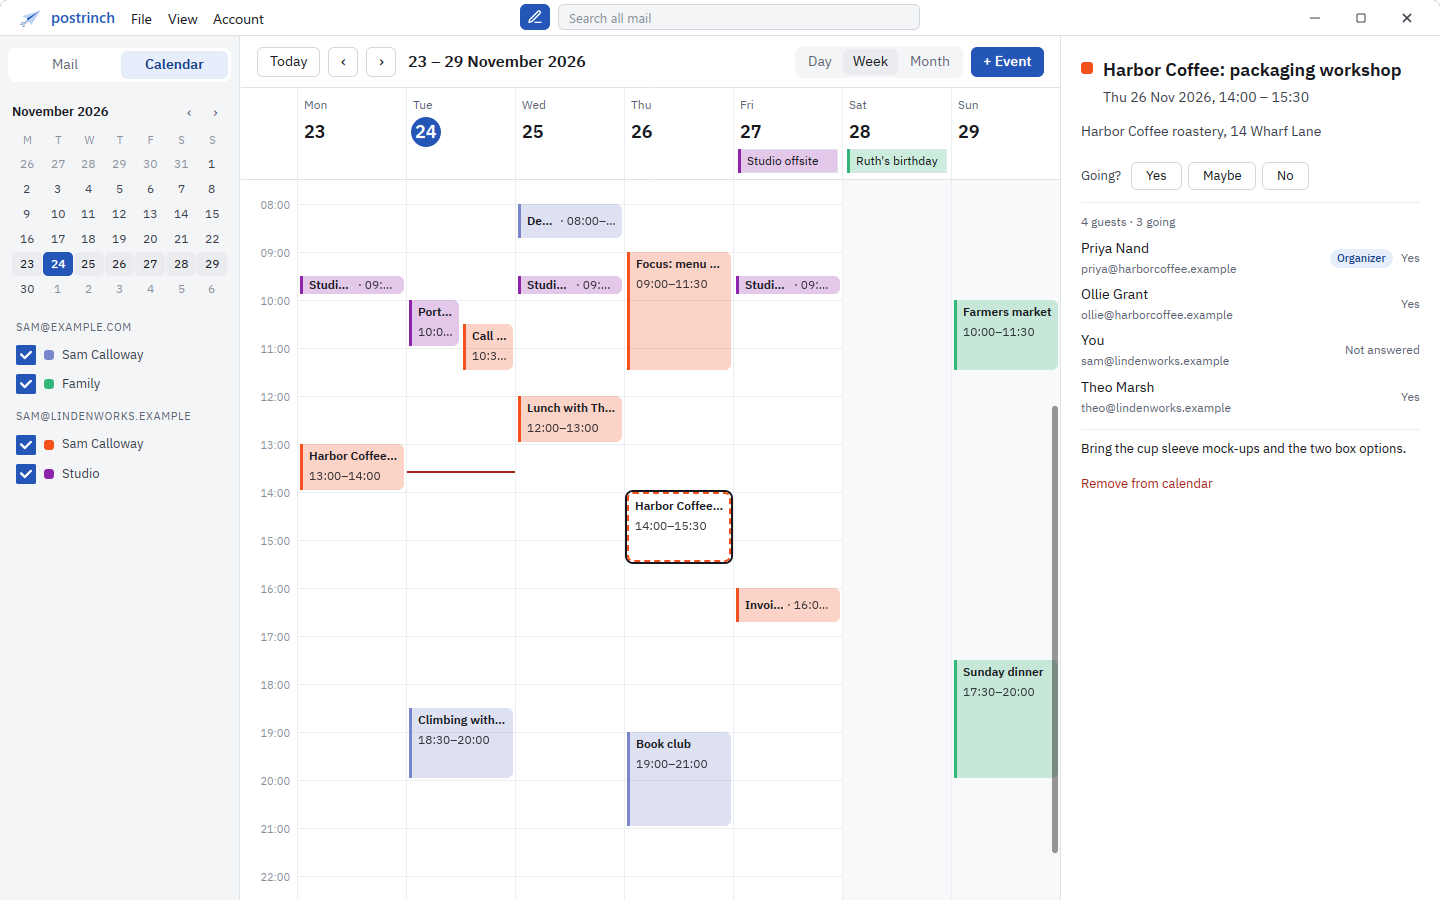 postrinch File View Account
Search all mail
Mail Calendar
November 2026 ‹ ›
M T W T F S S
26 27 28 29 30 31 1
2 3 4 5 6 7 8
9 10 11 12 13 14 15
16 17 18 19 20 21 22
23 24 25 26 27 28 29
30 1 2 3 4 5 6
SAM@EXAMPLE.COM
Sam Calloway
Family
SAM@LINDENWORKS.EXAMPLE
Sam Calloway
Studio
Today ‹ › 23 – 29 November 2026
Day Week Month + Event
Mon Tue Wed Thu Fri Sat Sun
23 24 25 26 27 28 29
Studio offsite Ruth's birthday
08:00
09:00
10:00
11:00
12:00
13:00
14:00
15:00
16:00
17:00
18:00
19:00
20:00
21:00
22:00
Studi... · 09:...
Harbor Coffee...
13:00–14:00
Port...
10:0...
Call ...
10:3...
Climbing with...
18:30–20:00
De... · 08:00–...
Studi... · 09:...
Lunch with Th...
12:00–13:00
Focus: menu ...
09:00–11:30
Harbor Coffee...
14:00–15:30
Book club
19:00–21:00
Studi... · 09:...
Invoi... · 16:0...
Farmers market
10:00–11:30
Sunday dinner
17:30–20:00
Harbor Coffee: packaging workshop
Thu 26 Nov 2026, 14:00 – 15:30
Harbor Coffee roastery, 14 Wharf Lane
Going? Yes Maybe No
4 guests · 3 going
Priya Nand
priya@harborcoffee.example
Organizer Yes
Ollie Grant
ollie@harborcoffee.example
Yes
You
sam@lindenworks.example
Not answered
Theo Marsh
theo@lindenworks.example
Yes
Bring the cup sleeve mock-ups and the two box options.
Remove from calendar